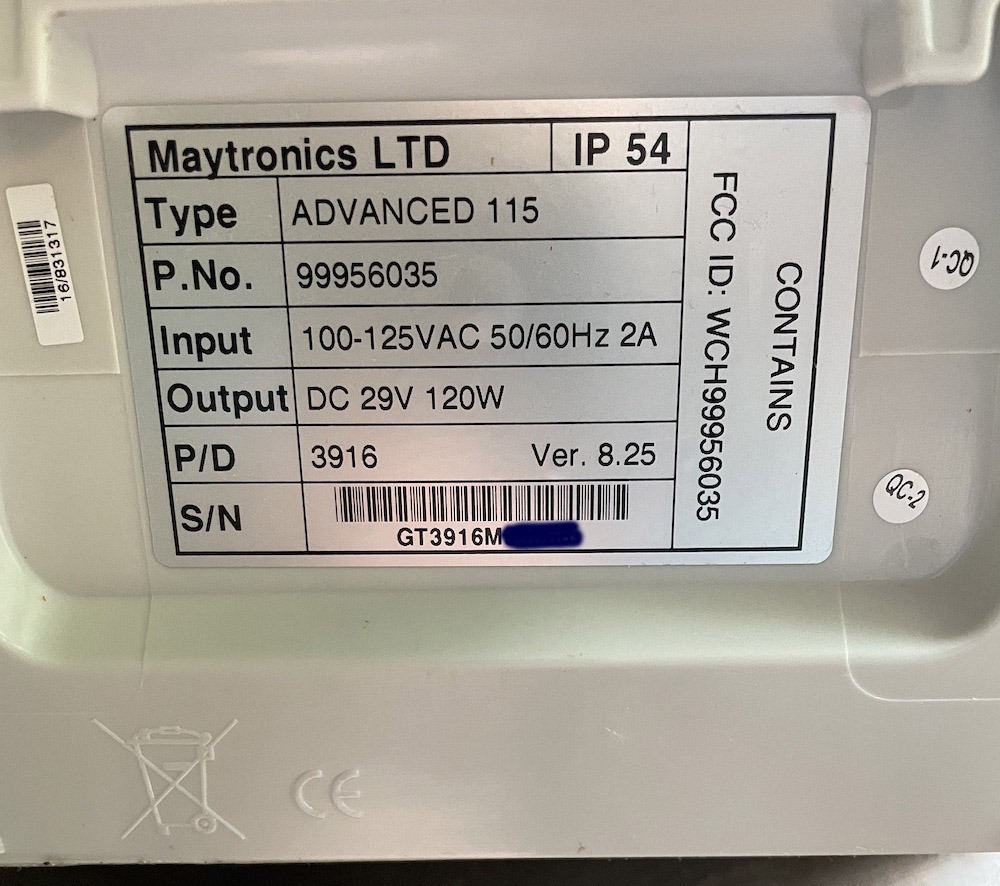 Maytronics LTD IP 54
Type ADVANCED 115
P.No. 99956035
Input 100-125VAC 50/60Hz 2A
Output DC 29V 120W
P/D 3916 Ver. 8.25
S/N GT3916M
CONTAINS
FCC ID: WCH99956035
16/831317
QC-1
QC-2
CE